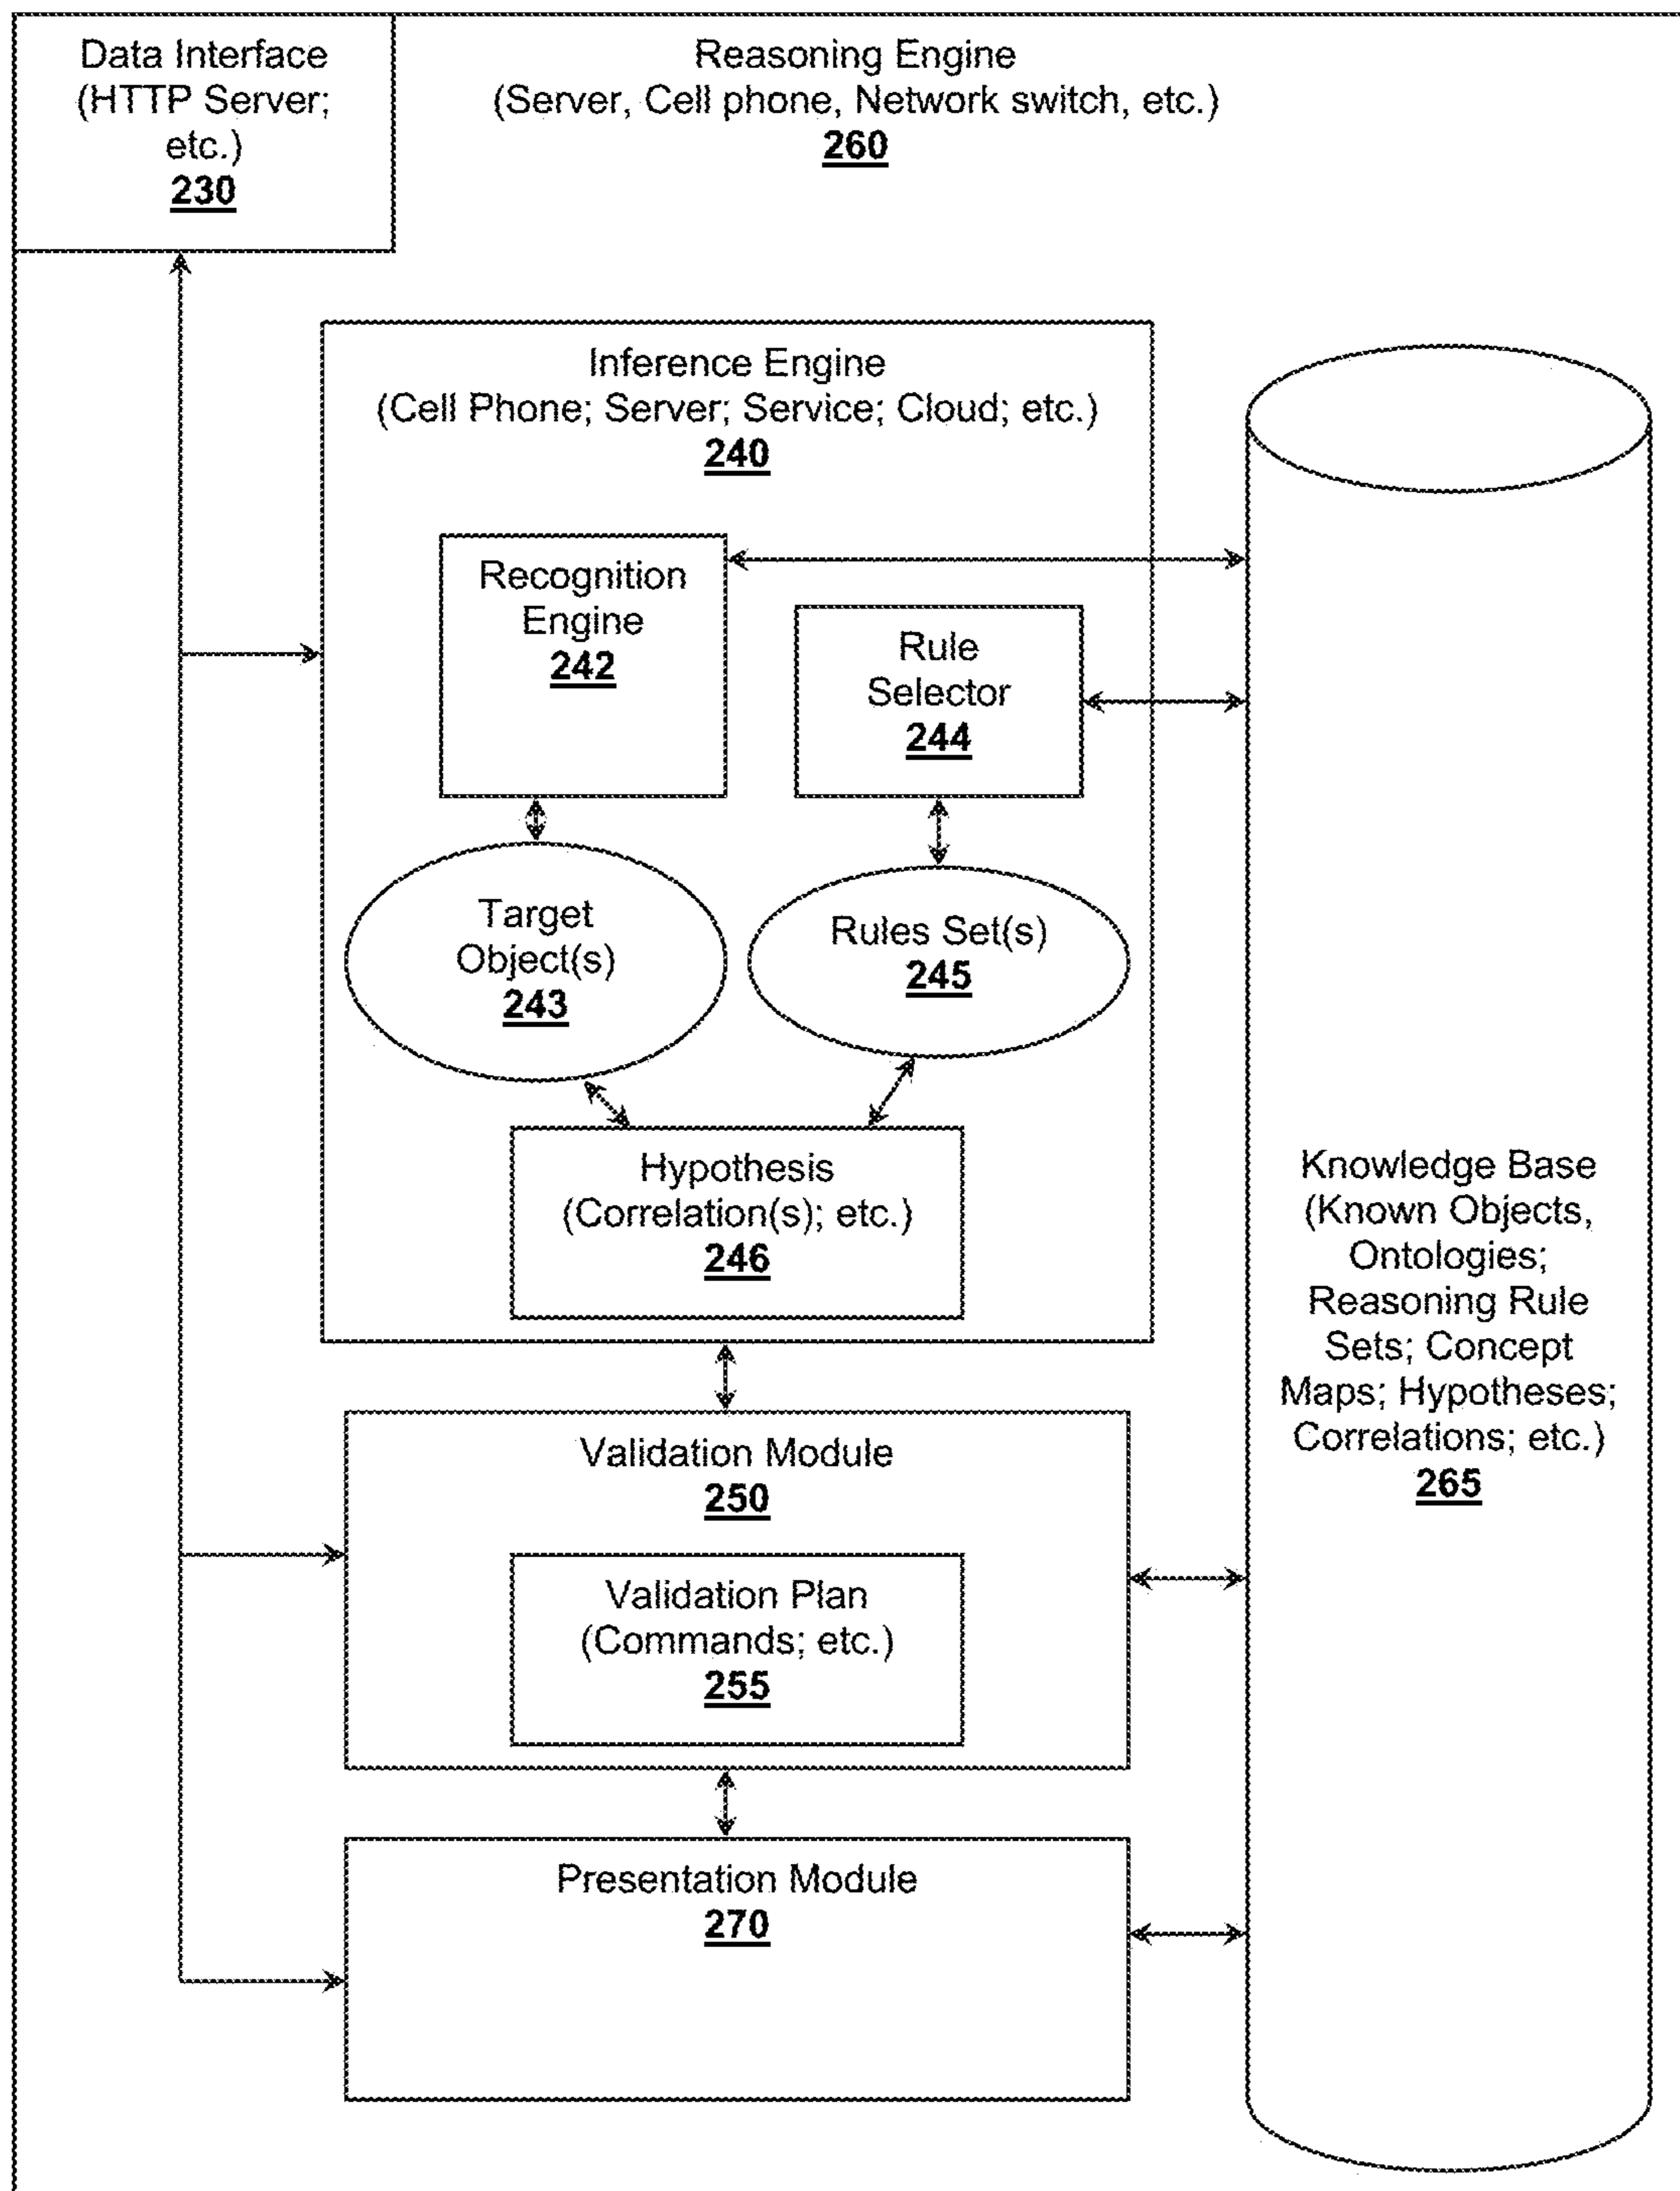 Data Interface
(HTTP Server;
etc.)
230
Reasoning Engine
(Server, Cell phone, Network switch, etc.)
260
Inference Engine
(Cell Phone; Server; Service; Cloud; etc.)
240
Recognition
Engine
242
Rule
Selector
244
Target
Object(s)
243
Rules Set(s)
245
Hypothesis
(Correlation(s); etc.)
246
Validation Module
250
Validation Plan
(Commands; etc.)
255
Presentation Module
270
Knowledge Base
(Known Objects,
Ontologies;
Reasoning Rule
Sets; Concept
Maps; Hypotheses;
Correlations; etc.)
265